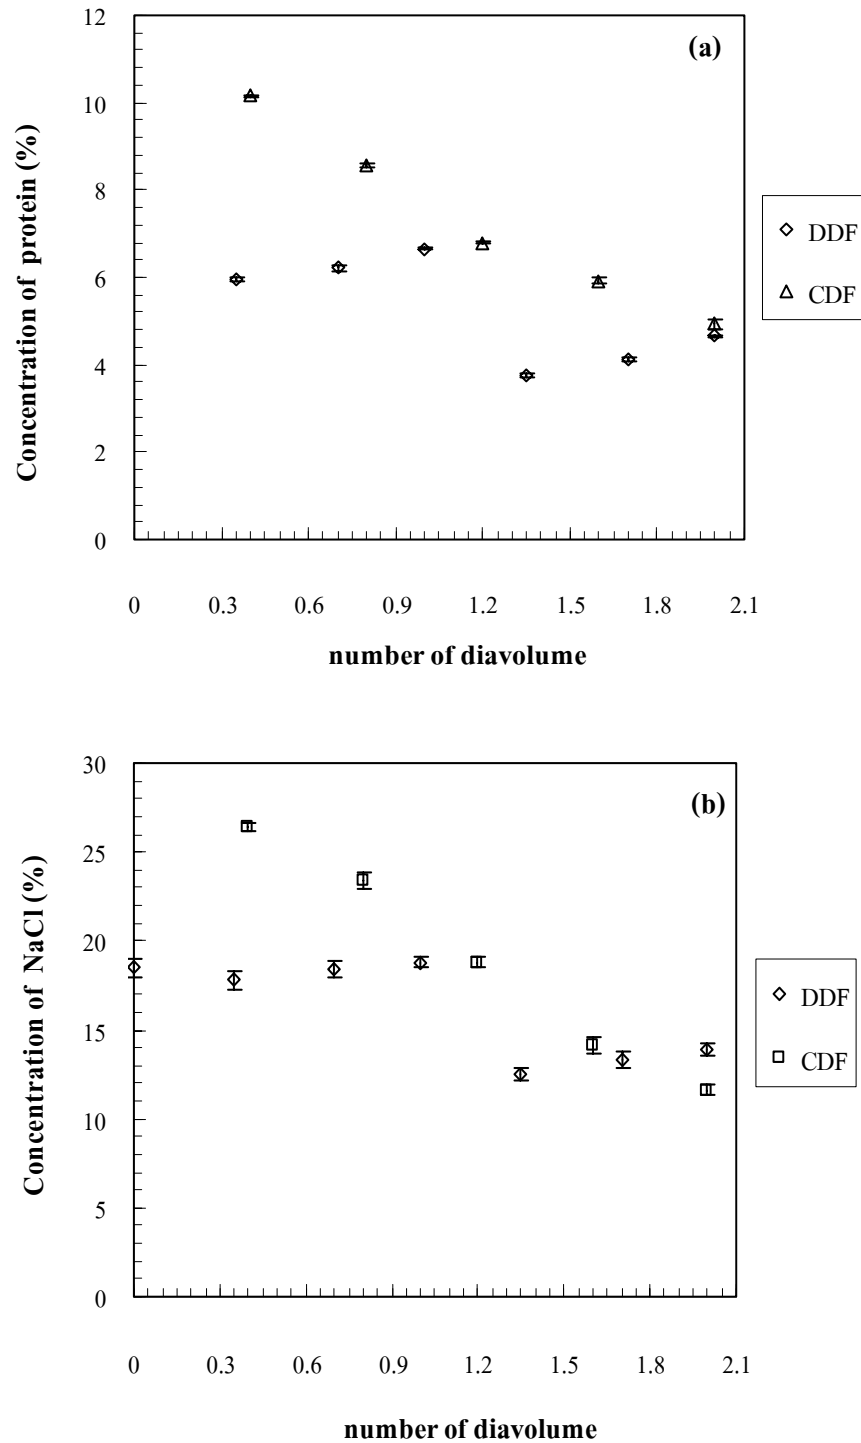 12
(a)
10
8
6
4
2
0
Concentration of protein (%)
DDF
CDF
0 0.3 0.6 0.9 1.2 1.5 1.8 2.1
number of diavolume
30
(b)
25
20
15
10
5
0
Concentration of NaCl (%)
DDF
CDF
0 0.3 0.6 0.9 1.2 1.5 1.8 2.1
number of diavolume